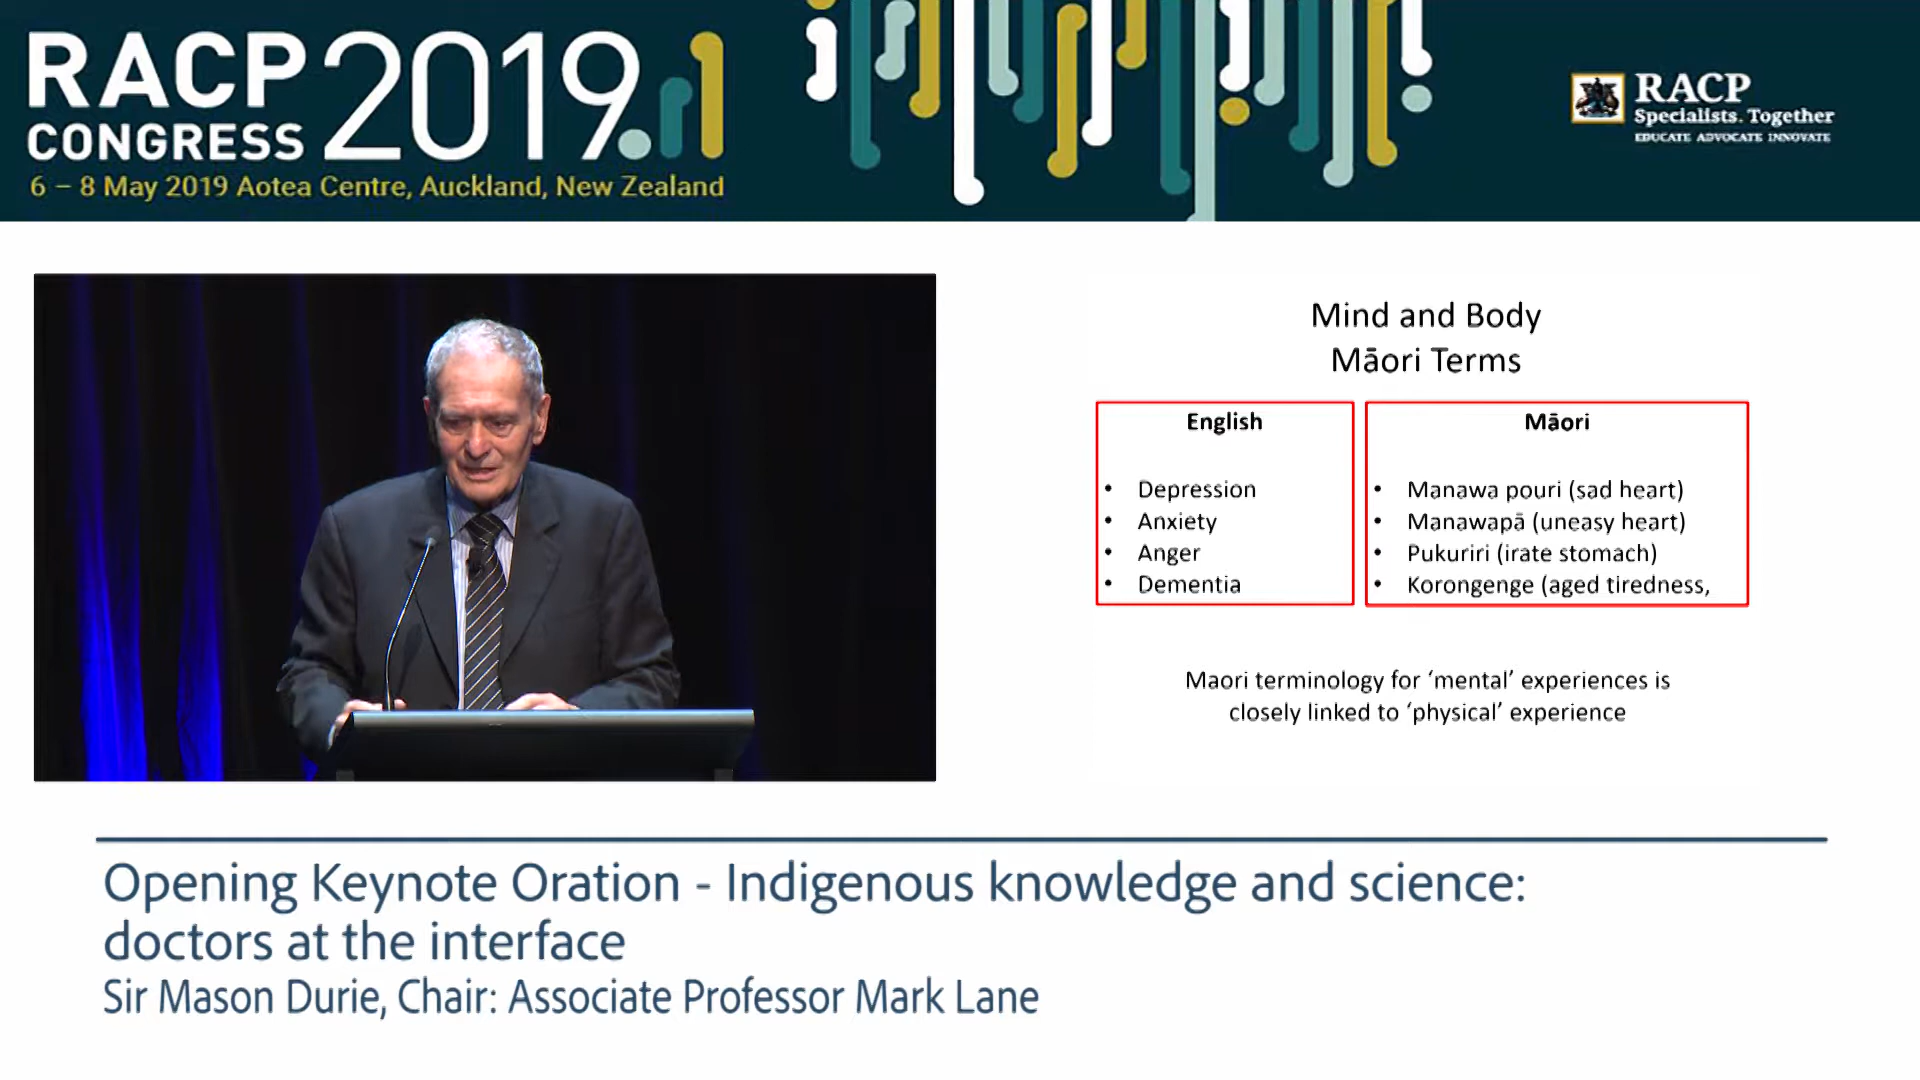 RACP
CONGRESS
2019
6 – 8 May 2019 Aotea Centre, Auckland, New Zealand
RACP
Specialists. Together
EDUCATE ADVOCATE INNOVATE
Mind and Body
Māori Terms
English
• Depression
• Anxiety
• Anger
• Dementia
Māori
• Manawa pouri (sad heart)
• Manawapā (uneasy heart)
• Pukuriri (irate stomach)
• Korongenge (aged tiredness,
Maori terminology for ‘mental’ experiences is
closely linked to ‘physical’ experience
Opening Keynote Oration - Indigenous knowledge and science:
doctors at the interface
Sir Mason Durie, Chair: Associate Professor Mark Lane